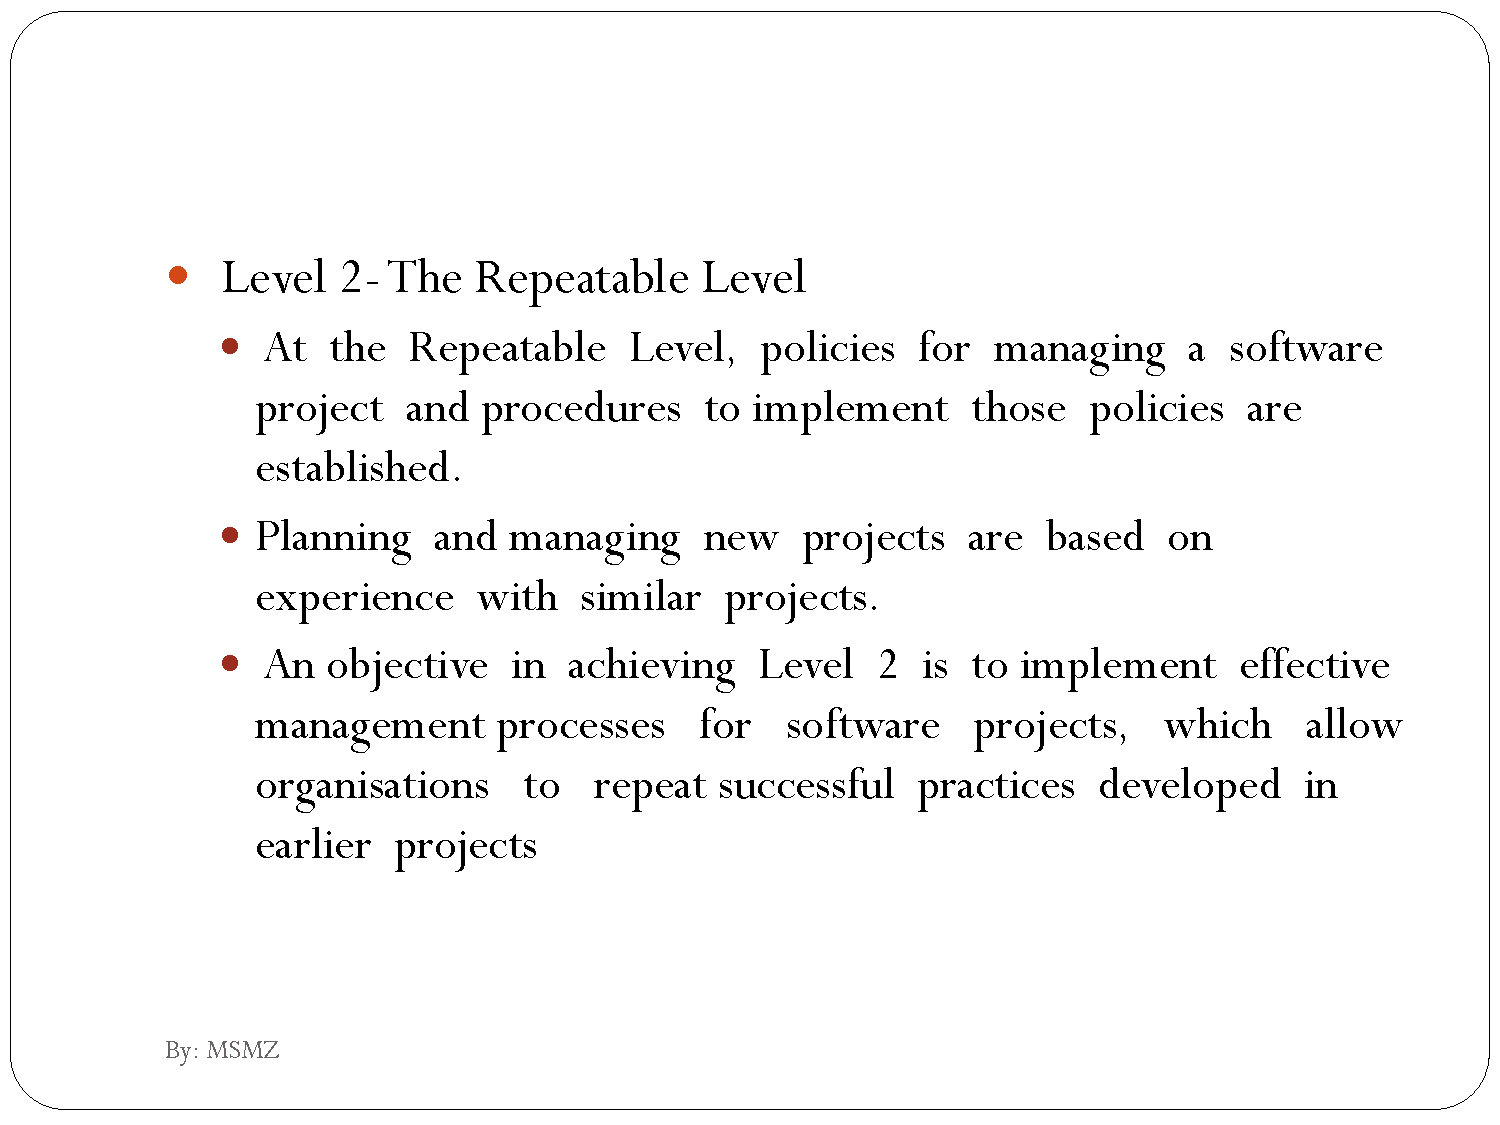 • Level 2- The Repeatable Level
• At the Repeatable Level, policies for managing a software
project and procedures to implement those policies are
established.
• Planning and managing new projects are based on
experience with similar projects.
• An objective in achieving Level 2 is to implement effective
management processes for software projects, which allow
organisations to repeat successful practices developed in
earlier projects
By: MSMZ